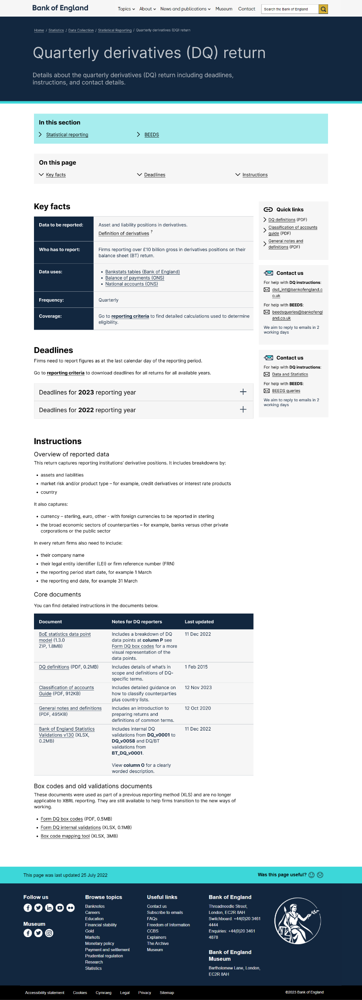 Bank of England
Topics
About
News and publications
Museum
Contact
Search the Bank of England
Home / Statistics / Data Collection / Statistical Reporting / Quarterly derivatives (DQ) return
Quarterly derivatives (DQ) return
Details about the quarterly derivatives (DQ) return including deadlines,
instructions, and contact details.
In this section
Statistical reporting
BEEDS
On this page
Key facts
Deadlines
Instructions
Key facts
Data to be reported:
Asset and liability positions in derivatives.
Definition of derivatives ?
Who has to report:
Firms reporting over £10 billion gross in derivatives positions on their
balance sheet (BT) return.
Data uses:
• Bankstats tables (Bank of England)
• Balance of payments (ONS)
• National accounts (ONS)
Frequency:
Quarterly
Coverage:
Go to reporting criteria to find detailed calculations used to determine
eligibility.
Quick links
DQ definitions (PDF)
Classification of accounts
guide (PDF)
General notes and
definitions (PDF)
Contact us
For help with DQ instructions:
dsd_intl@bankofengland.c
o.uk
For help with BEEDS:
beedsqueries@bankofengl
and.co.uk
We aim to reply to emails in 2
working days
Contact us
For help with DQ instructions:
Data and Statistics
For help with BEEDS:
BEEDS queries
We aim to reply to emails in 2
working days
Deadlines
Firms need to report figures as at the last calendar day of the reporting period.
Go to reporting criteria to download deadlines for all returns for all available years.
Deadlines for 2023 reporting year
Deadlines for 2022 reporting year
Instructions
Overview of reported data
This return captures reporting institutions' derivative positions. It includes breakdowns by:
• assets and liabilities
• market risk and/or product type – for example, credit derivatives or interest rate products
• country
It also captures:
• currency – sterling, euro, other - with foreign currencies to be reported in sterling
• the broad economic sectors of counterparties – for example, banks versus other private
corporations or the public sector
In every return firms also need to include:
• their company name
• their legal entity identifier (LEI) or firm reference number (FRN)
• the reporting period start date, for example 1 March
• the reporting end date, for example 31 March
Core documents
You can find detailed instructions in the documents below.
Document
Notes for DQ reporters
Last updated
BoE statistics data point
model (1.3.0
ZIP, 1.8MB)
Includes a breakdown of DQ
data points at column P see
Form DQ box codes for a more
visual representation of the
data points.
11 Dec 2022
DQ definitions (PDF, 0.2MB)
Includes details of what's in
scope and definitions of DQ-
specific terms.
1 Feb 2015
Classification of accounts
Guide (PDF, 912KB)
Includes detailed guidance on
how to classify counterparties
plus country lists.
12 Nov 2023
General notes and definitions
(PDF, 495KB)
Includes an introduction to
preparing returns and
definitions of common terms.
12 Oct 2020
Bank of England Statistics
Validations v130 (XLSX,
0.2MB)
Includes internal DQ
validations from DQ_v0001 to
DQ_v0058 and DQ/BT
validations from
BT_DQ_v0001.
View column O for a clearly
worded description.
11 Dec 2022
Box codes and old validations documents
These documents were used as part of a previous reporting method (XLS) and are no longer
applicable to XBRL reporting. They are still available to help firms transition to the new ways of
working.
• Form DQ box codes (PDF, 0.5MB)
• Form DQ internal validations (XLSX, 0.1MB)
• Box code mapping tool (XLSX, 3MB)
This page was last updated 25 July 2022
Was this page useful?
Follow us
Museum
Browse topics
Banknotes
Careers
Education
Financial stability
Gold
Markets
Monetary policy
Payment and settlement
Prudential regulation
Research
Statistics
Useful links
Contact us
Subscribe to emails
FAQs
Freedom of Information
CCBS
Explainers
The Archive
Museum
Bank of England
Threadneedle Street,
London, EC2R 8AH
Switchboard: +44(0)20 3461
4444
Enquiries: +44(0)20 3461
4878
Bank of England
Museum
Bartholomew Lane, London,
EC2R 8AH
Accessibility statement
Cookies
Cymraeg
Legal
Privacy
Sitemap
©2023 Bank of England